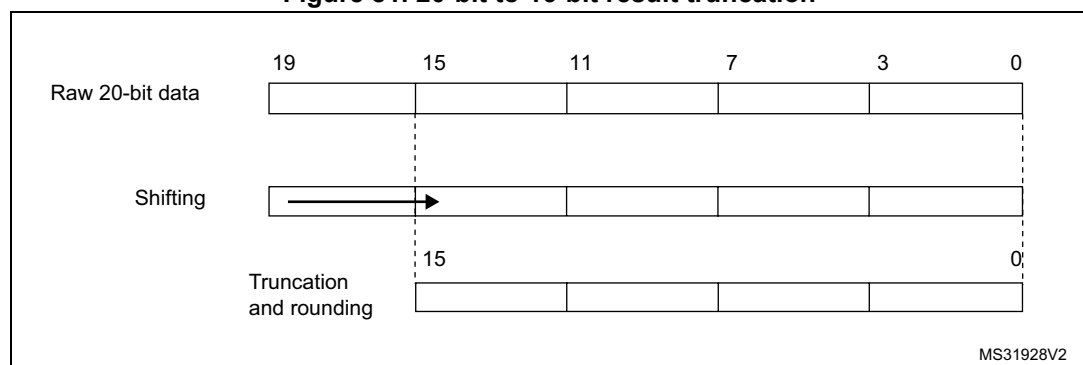 Figure 81. 20-bit to 16-bit result truncation
19 15 11 7 3 0
Raw 20-bit data
Shifting
15 0
Truncation
and rounding
MS31928V2